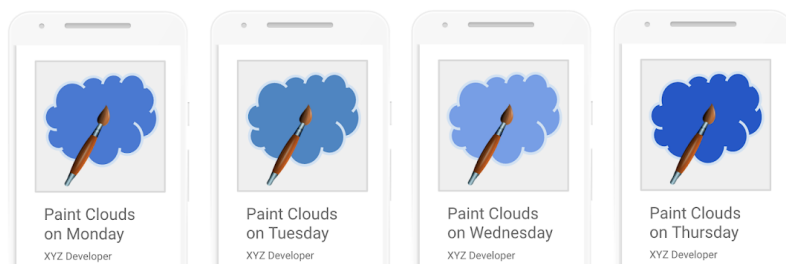 Paint Clouds
on Monday
XYZ Developer
Paint Clouds
on Tuesday
XYZ Developer
Paint Clouds
on Wednesday
XYZ Developer
Paint Clouds
on Thursday
XYZ Developer